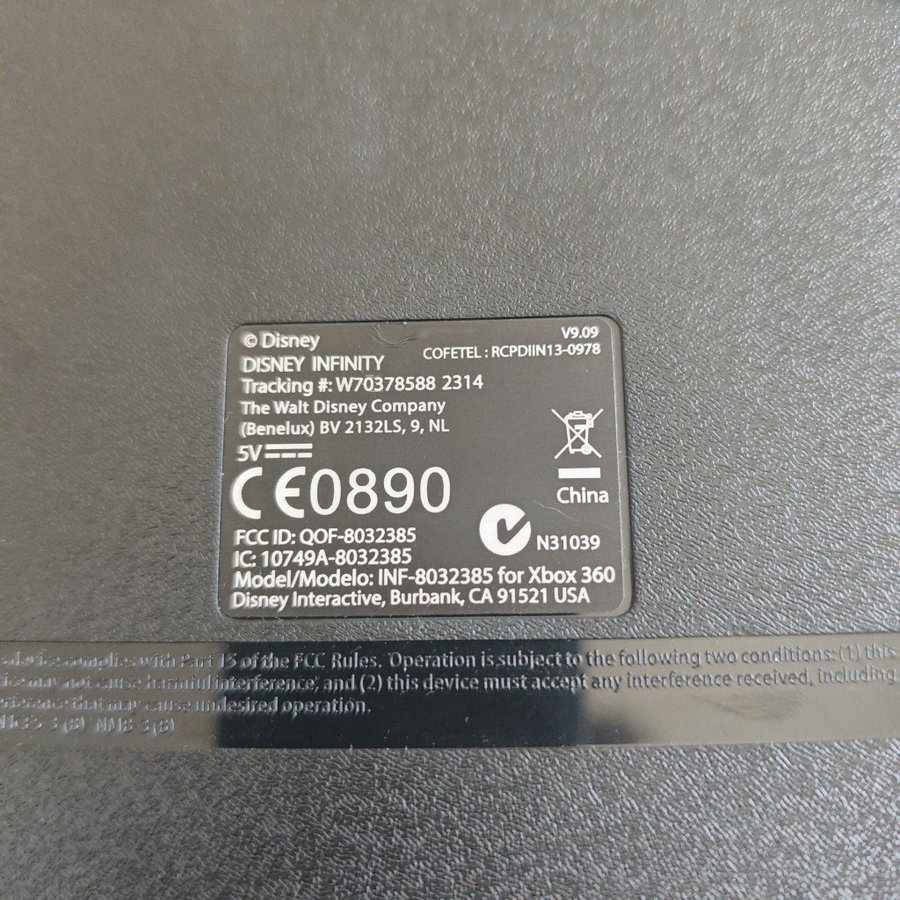 © Disney
V9.09
DISNEY INFINITY
COFETEL : RCPDIIN13-0978
Tracking #: W70378588 2314
The Walt Disney Company
(Benelux) BV 2132LS, 9, NL
5V
CE0890
China
FCC ID: QOF-8032385
N31039
IC: 10749A-8032385
Model/Modelo: INF-8032385 for Xbox 360
Disney Interactive, Burbank, CA 91521 USA
device complies with Part 15 of the FCC Rules. Operation is subject to the following two conditions: (1) this
may not cause harmful interference, and (2) this device must accept any interference received, including
that may cause undesired operation.
NMB-3(B)